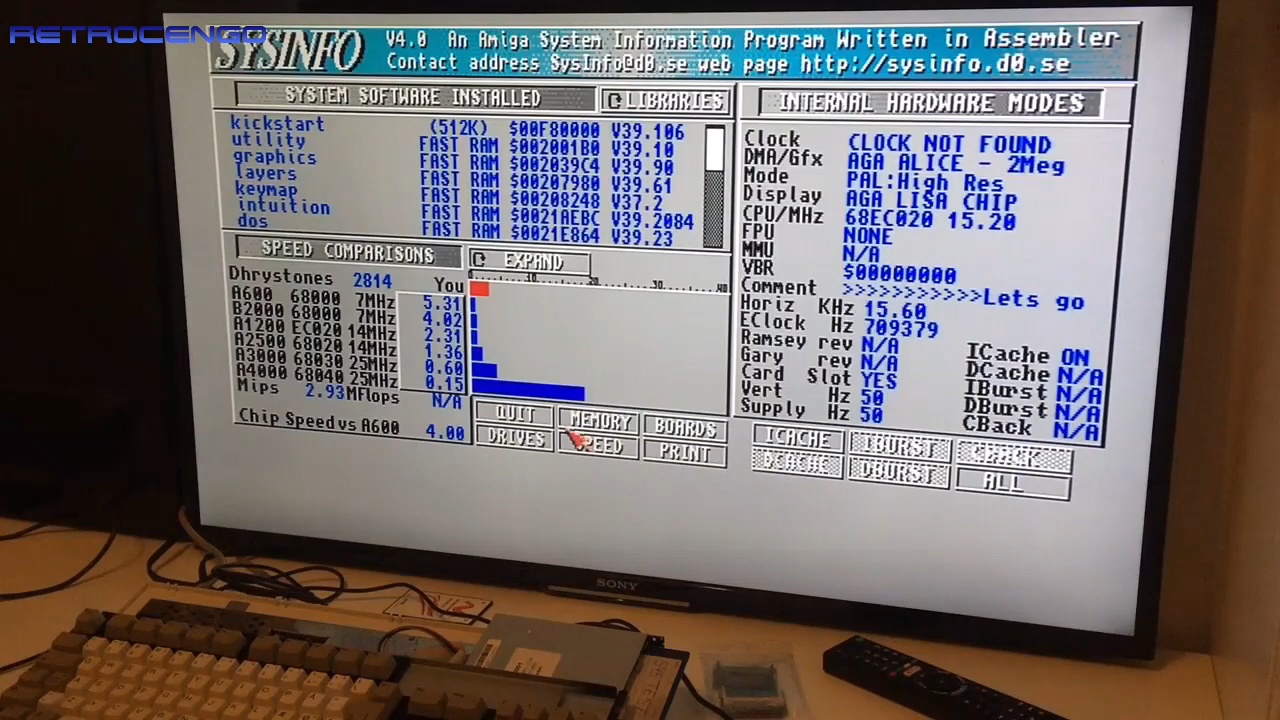 RETROCENGO
SYSINFO
V4.0 An Amiga System Information Program Written in Assembler
Contact address SysInfo@d0.se web page http://sysinfo.d0.se
SYSTEM SOFTWARE INSTALLED
LIBRARIES
kickstart (512K) $00F80000 V39.106
utility FAST RAM $002001B0 V39.10
graphics FAST RAM $002039C4 V39.90
layers FAST RAM $00207980 V39.61
keymap FAST RAM $00208248 V37.2
intuition FAST RAM $0021AEBC V39.2084
dos FAST RAM $0021E864 V39.23
INTERNAL HARDWARE MODES
Clock CLOCK NOT FOUND
DMA/Gfx AGA ALICE - 2Meg
Mode PAL:High Res
Display AGA LISA CHIP
CPU/MHz 68EC020 15.20
FPU NONE
MMU N/A
VBR $00000000
Comment >>>>>>>>>>>Lets go
Horiz KHz 15.60
EClock Hz 709379
Ramsey rev N/A
Gary rev N/A
Card Slot YES
Vert Hz 50
Supply Hz 50
ICache ON
DCache N/A
IBurst N/A
DBurst N/A
CBack N/A
SPEED COMPARISONS
EXPAND
Dhrystones 2814 You
10 20 30 40
A600 68000 7MHz 5.31
B2000 68000 7MHz 4.02
A1200 EC020 14MHz 2.31
A2500 68020 14MHz 1.36
A3000 68030 25MHz 0.60
A4000 68040 25MHz 0.15
Mips 2.93 MFlops N/A
Chip Speed vs A600 4.00
QUIT MEMORY BOARDS
DRIVES SPEED PRINT
ICACHE IBURST CBACK
DCACHE DBURST ALL
SONY